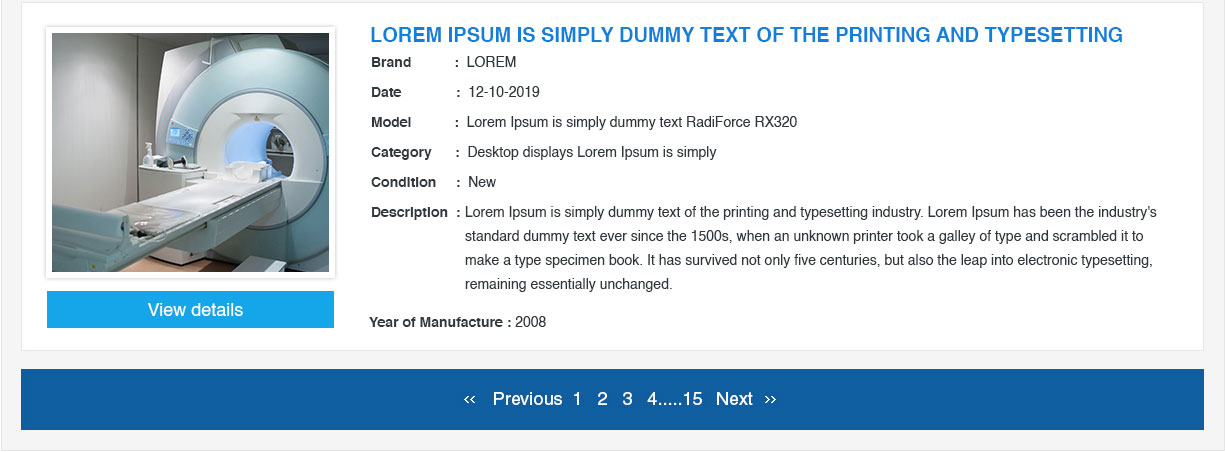 LOREM IPSUM IS SIMPLY DUMMY TEXT OF THE PRINTING AND TYPESETTING
Brand : LOREM
Date : 12-10-2019
Model : Lorem Ipsum is simply dummy text RadiForce RX320
Category : Desktop displays Lorem Ipsum is simply
Condition : New
Description : Lorem Ipsum is simply dummy text of the printing and typesetting industry. Lorem Ipsum has been the industry's
standard dummy text ever since the 1500s, when an unknown printer took a galley of type and scrambled it to
make a type specimen book. It has survived not only five centuries, but also the leap into electronic typesetting,
remaining essentially unchanged.
View details
Year of Manufacture : 2008
‹‹ Previous 1 2 3 4.....15 Next ››